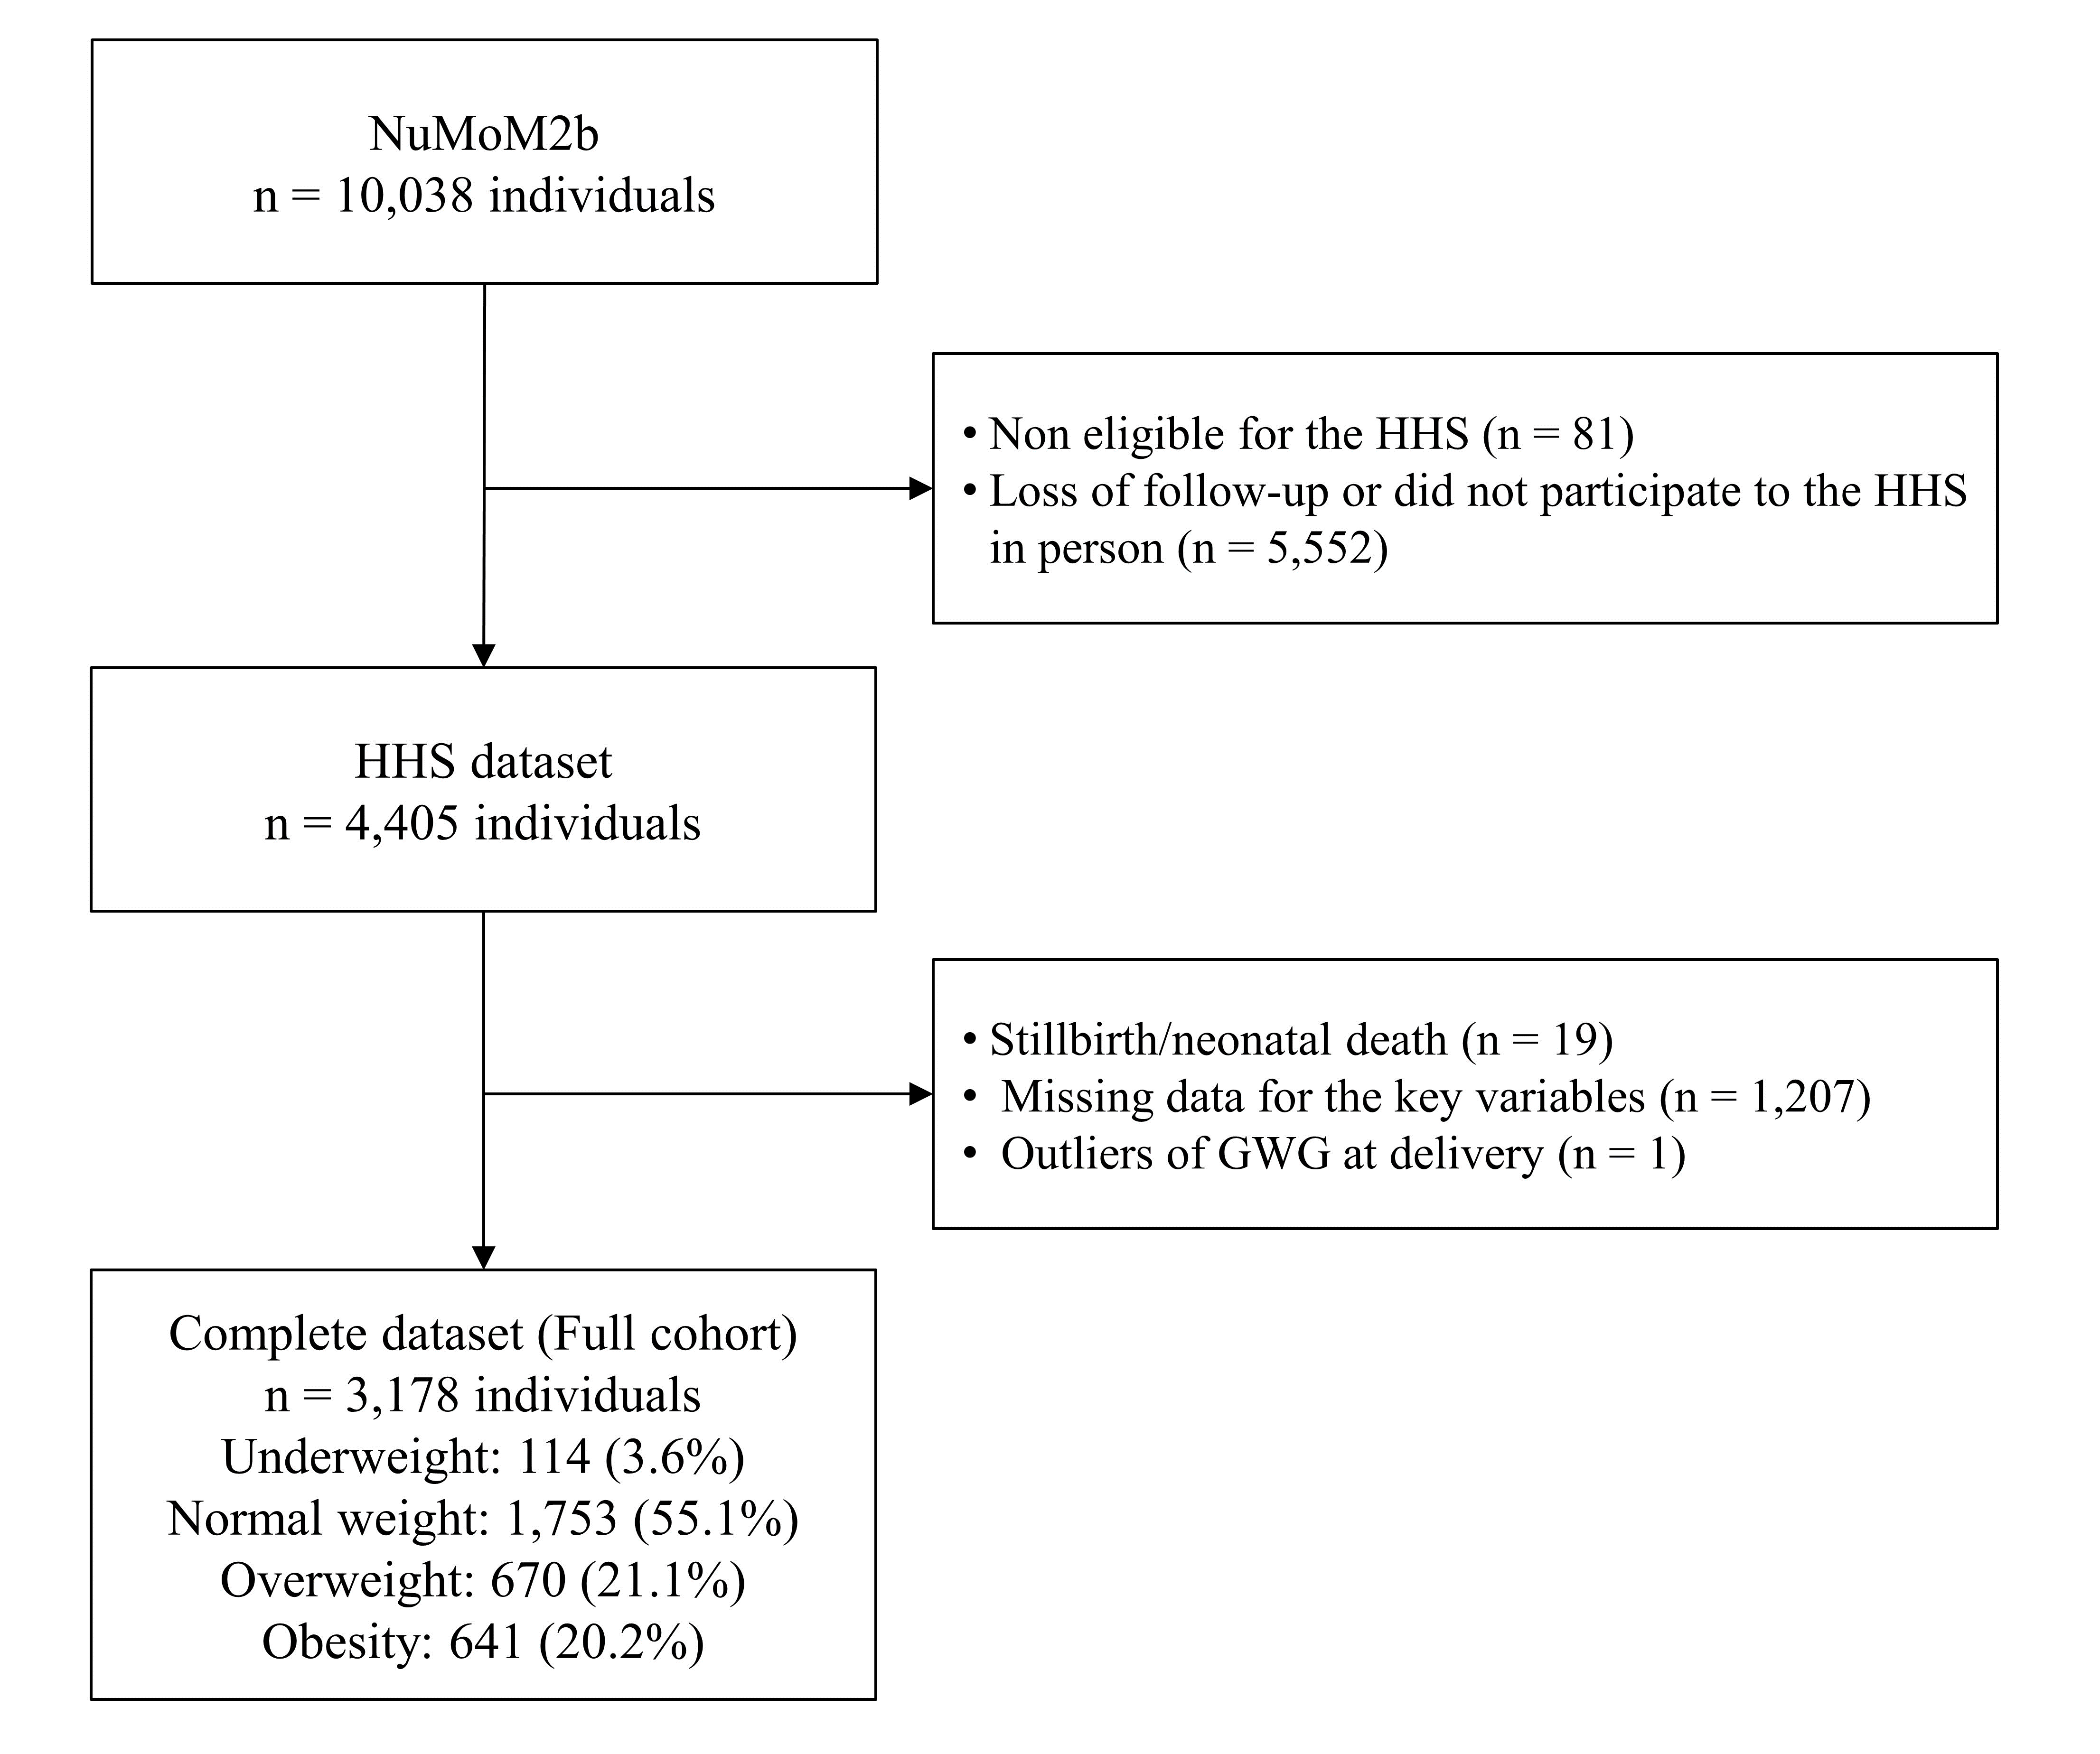 NuMoM2b
n = 10,038 individuals
• Non eligible for the HHS (n = 81)
• Loss of follow-up or did not participate to the HHS
in person (n = 5,552)
HHS dataset
n = 4,405 individuals
• Stillbirth/neonatal death (n = 19)
• Missing data for the key variables (n = 1,207)
• Outliers of GWG at delivery (n = 1)
Complete dataset (Full cohort)
n = 3,178 individuals
Underweight: 114 (3.6%)
Normal weight: 1,753 (55.1%)
Overweight: 670 (21.1%)
Obesity: 641 (20.2%)